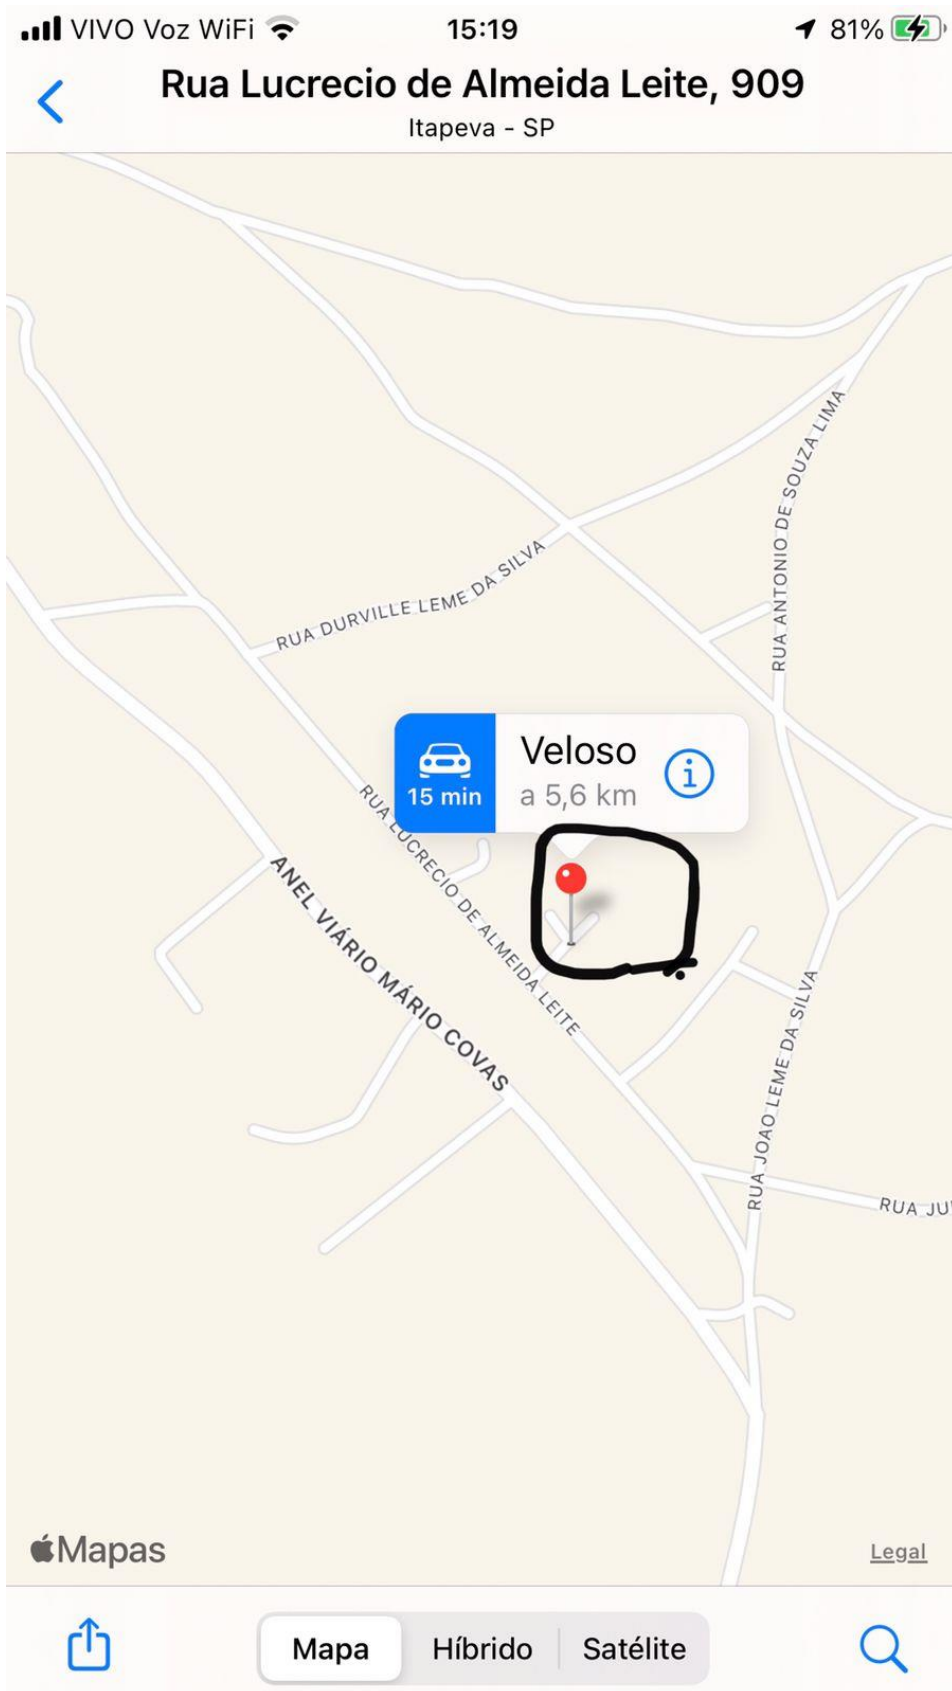 VIVO Voz WiFi 15:19 81%
Rua Lucrecio de Almeida Leite, 909
Itapeva - SP
RUA ANTONIO DE SOUZA LIMA
RUA DURVILLE LEME DA SILVA
Veloso
15 min a 5,6 km
RUA LUCRECIO DE ALMEIDA LEITE
ANEL VIÁRIO MÁRIO COVAS
RUA JOAO LEME DA SILVA
RUA JU
Mapas Legal
Mapa Híbrido Satélite